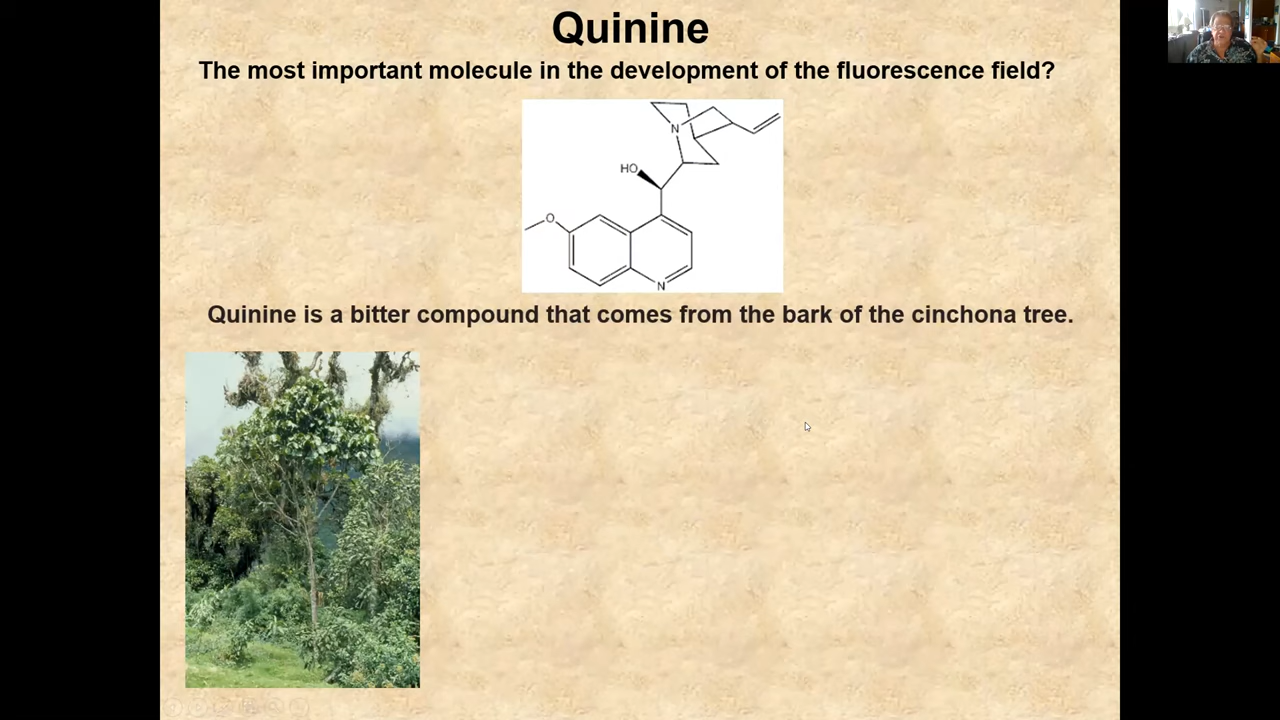 Quinine
The most important molecule in the development of the fluorescence field?
N
HO
O
N
Quinine is a bitter compound that comes from the bark of the cinchona tree.